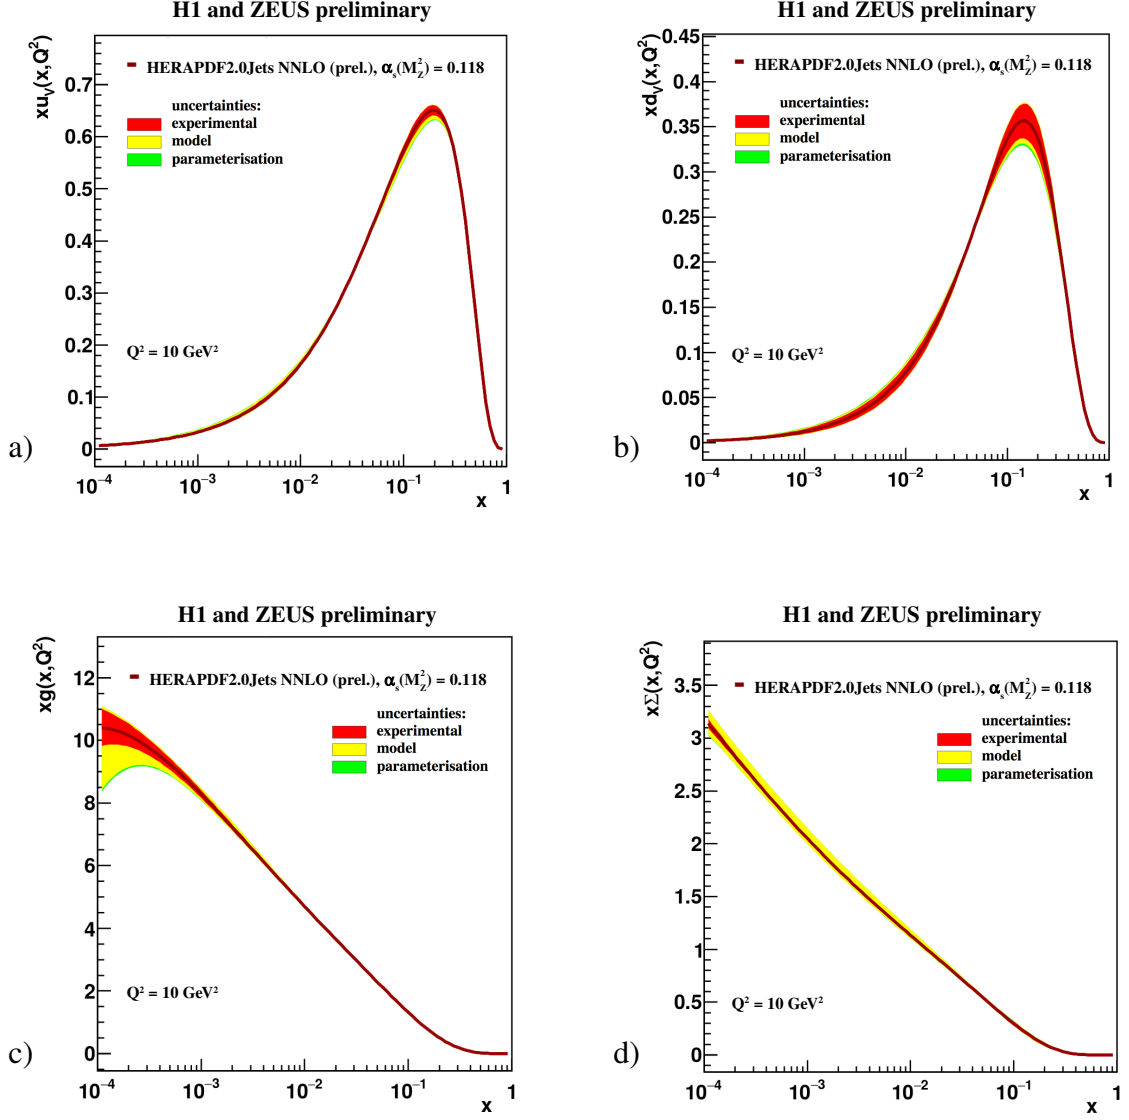 H1 and ZEUS preliminary
xu_V(x,Q²)
HERAPDF2.0Jets NNLO (prel.), α_s(M_Z²) = 0.118
uncertainties:
experimental
model
parameterisation
0.7
0.6
0.5
0.4
0.3
0.2
0.1
0
Q² = 10 GeV²
a)
10⁻⁴ 10⁻³ 10⁻² 10⁻¹ 1
x
H1 and ZEUS preliminary
xd_V(x,Q²)
HERAPDF2.0Jets NNLO (prel.), α_s(M_Z²) = 0.118
uncertainties:
experimental
model
parameterisation
0.45
0.4
0.35
0.3
0.25
0.2
0.15
0.1
0.05
0
Q² = 10 GeV²
b)
10⁻⁴ 10⁻³ 10⁻² 10⁻¹ 1
x
H1 and ZEUS preliminary
xg(x,Q²)
HERAPDF2.0Jets NNLO (prel.), α_s(M_Z²) = 0.118
uncertainties:
experimental
model
parameterisation
12
10
8
6
4
2
0
Q² = 10 GeV²
c)
10⁻⁴ 10⁻³ 10⁻² 10⁻¹ 1
x
H1 and ZEUS preliminary
xΣ(x,Q²)
HERAPDF2.0Jets NNLO (prel.), α_s(M_Z²) = 0.118
uncertainties:
experimental
model
parameterisation
3.5
3
2.5
2
1.5
1
0.5
0
Q² = 10 GeV²
d)
10⁻⁴ 10⁻³ 10⁻² 10⁻¹ 1
x